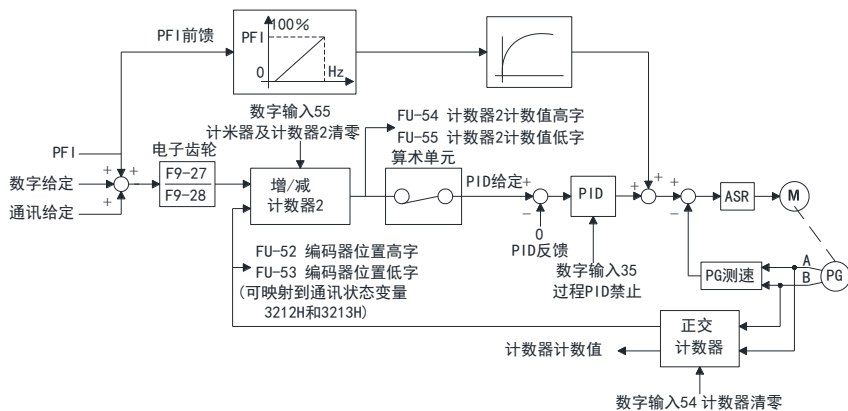 PFI前馈
100%
PFI
0
Hz
数字输入55
计米器及计数器2清零
FU-54 计数器2计数值高字
FU-55 计数器2计数值低字
PFI
电子齿轮
算术单元
数字给定
+
+
-
F9-27
F9-28
增/减
计数器2
PID给定
+
-
PID
+
+
+
-
ASR
M
通讯给定
+
0
PID反馈
FU-52 编码器位置高字
FU-53 编码器位置低字
(可映射到通讯状态变量
3212H和3213H)
数字输入35
过程PID禁止
PG测速
A
B
PG
正交
计数器
计数器计数值
数字输入54 计数器清零